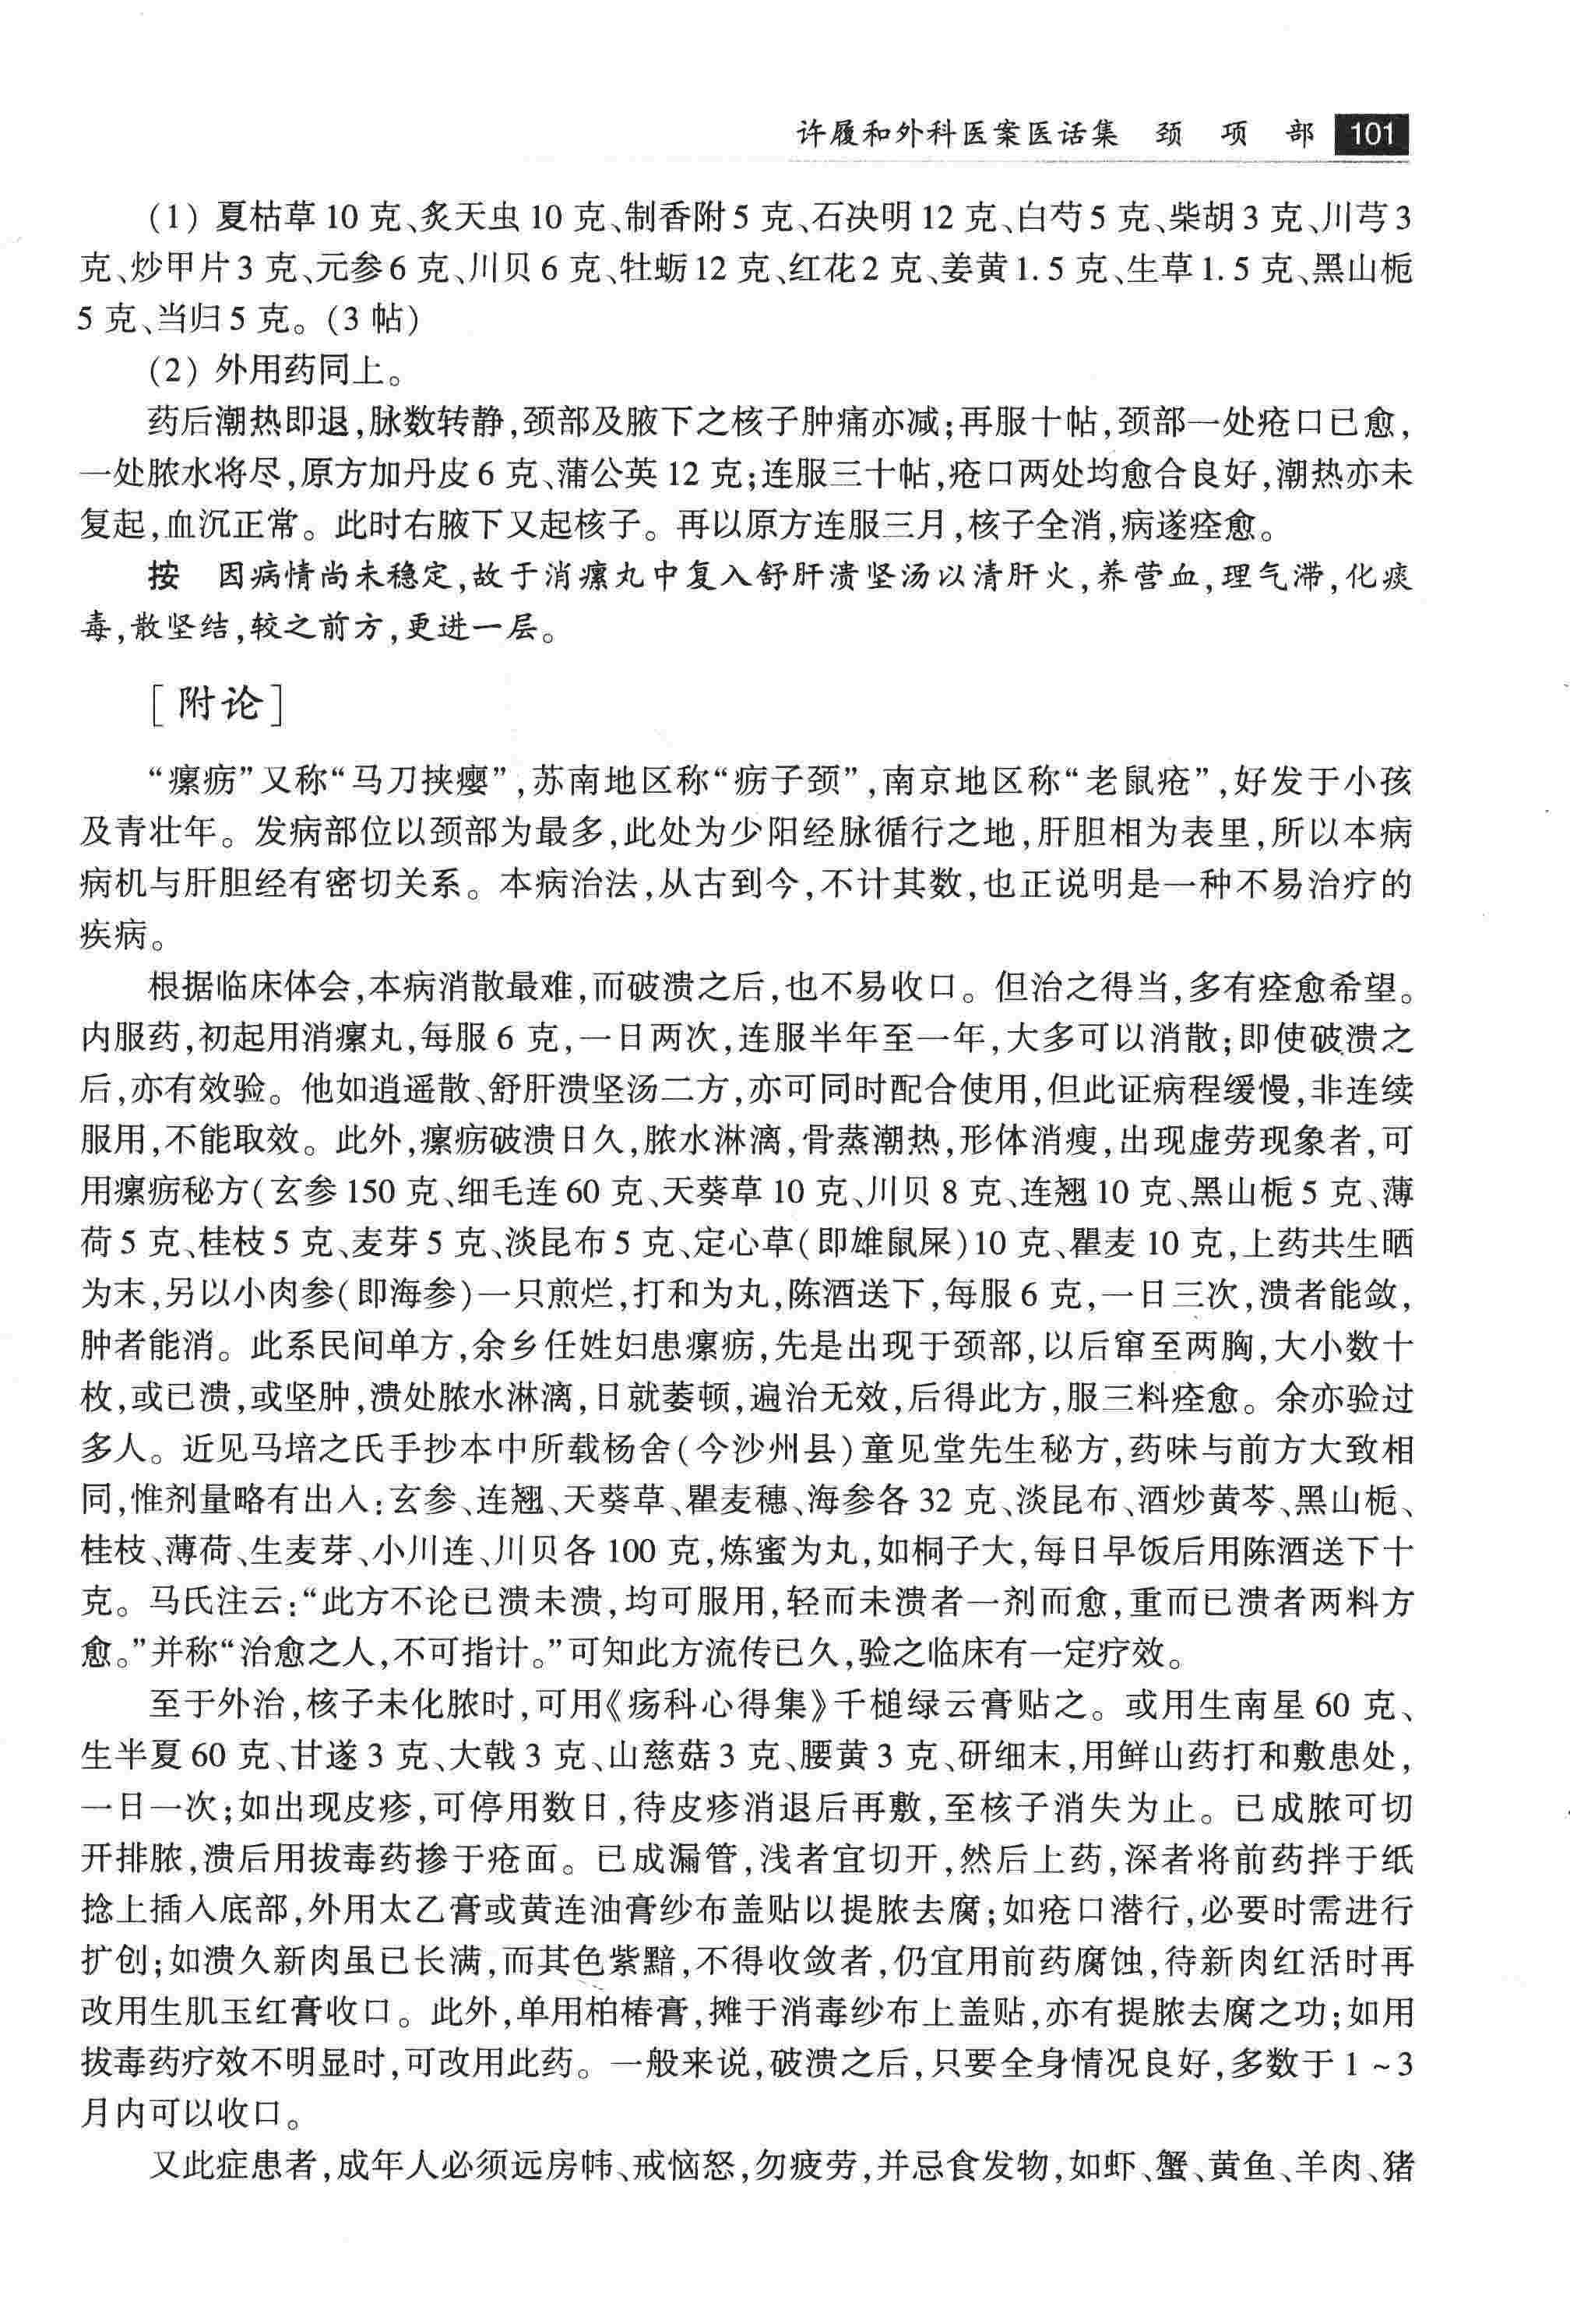 许履和外科医案医话集 颈项部 101
(1) 夏枯草 10 克、炙天虫 10 克、制香附 5 克、石决明 12 克、白芍 5 克、柴胡 3 克、川芎 3
克、炒甲片 3 克、元参 6 克、川贝 6 克、牡蛎 12 克、红花 2 克、姜黄 1.5 克、生草 1.5 克、黑山栀
5 克、当归 5 克。(3 帖)
(2) 外用药同上。
药后潮热即退,脉数转静,颈部及腋下之核子肿痛亦减;再服十帖,颈部一处疮口已愈,
一处脓水将尽,原方加丹皮 6 克、蒲公英 12 克;连服三十帖,疮口两处均愈合良好,潮热亦未
复起,血沉正常。此时右腋下又起核子。再以原方连服三月,核子全消,病遂痊愈。
按 因病情尚未稳定,故于消瘰丸中复入舒肝溃坚汤以清肝火,养营血,理气滞,化痰
毒,散坚结,较之前方,更进一层。
[附论]
“瘰疬”又称“马刀挟瘿”,苏南地区称“疬子颈”,南京地区称“老鼠疮”,好发于小孩
及青壮年。发病部位以颈部为最多,此处为少阳经脉循行之地,肝胆相为表里,所以本病
病机与肝胆经有密切关系。本病治法,从古到今,不计其数,也正说明是一种不易治疗的
疾病。
根据临床体会,本病消散最难,而破溃之后,也不易收口。但治之得当,多有痊愈希望。
内服药,初起用消瘰丸,每服 6 克,一日两次,连服半年至一年,大多可以消散;即使破溃之
后,亦有效验。他如逍遥散、舒肝溃坚汤二方,亦可同时配合使用,但此证病程缓慢,非连续
服用,不能取效。此外,瘰疬破溃日久,脓水淋漓,骨蒸潮热,形体消瘦,出现虚劳现象者,可
用瘰疬秘方(玄参 150 克、细毛连 60 克、天葵草 10 克、川贝 8 克、连翘 10 克、黑山栀 5 克、薄
荷 5 克、桂枝 5 克、麦芽 5 克、淡昆布 5 克、定心草(即雄鼠屎)10 克、瞿麦 10 克,上药共生晒
为末,另以小肉参(即海参)一只煎烂,打和为丸,陈酒送下,每服 6 克,一日三次,溃者能敛,
肿者能消。此系民间单方,余乡任姓妇患瘰疬,先是出现于颈部,以后窜至两胸,大小数十
枚,或已溃,或坚肿,溃处脓水淋漓,日就萎顿,遍治无效,后得此方,服三料痊愈。余亦验过
多人。近见马培之氏手抄本中所载杨舍(今沙州县)童见堂先生秘方,药味与前方大致相
同,惟剂量略有出入:玄参、连翘、天葵草、瞿麦穗、海参各 32 克、淡昆布、酒炒黄芩、黑山栀、
桂枝、薄荷、生麦芽、小川连、川贝各 100 克,炼蜜为丸,如桐子大,每日早饭后用陈酒送下十
克。马氏注云:“此方不论已溃未溃,均可服用,轻而未溃者一剂而愈,重而已溃者两料方
愈。”并称“治愈之人,不可指计。”可知此方流传已久,验之临床有一定疗效。
至于外治,核子未化脓时,可用《疡科心得集》千槌绿云膏贴之。或用生南星 60 克、
生半夏 60 克、甘遂 3 克、大戟 3 克、山慈菇 3 克、腰黄 3 克、研细末,用鲜山药打和敷患处,
一日一次;如出现皮疹,可停用数日,待皮疹消退后再敷,至核子消失为止。已成脓可切
开排脓,溃后用拔毒药掺于疮面。已成漏管,浅者宜切开,然后上药,深者将前药拌于纸
捻上插入底部,外用太乙膏或黄连油膏纱布盖贴以提脓去腐;如疮口潜行,必要时需进行
扩创;如溃久新肉虽已长满,而其色紫黯,不得收敛者,仍宜用前药腐蚀,待新肉红活时再
改用生肌玉红膏收口。此外,单用柏椿膏,摊于消毒纱布上盖贴,亦有提脓去腐之功;如用
拔毒药疗效不明显时,可改用此药。一般来说,破溃之后,只要全身情况良好,多数于 1 ~ 3
月内可以收口。
又此症患者,成年人必须远房帏、戒恼怒,勿疲劳,并忌食发物,如虾、蟹、黄鱼、羊肉、猪